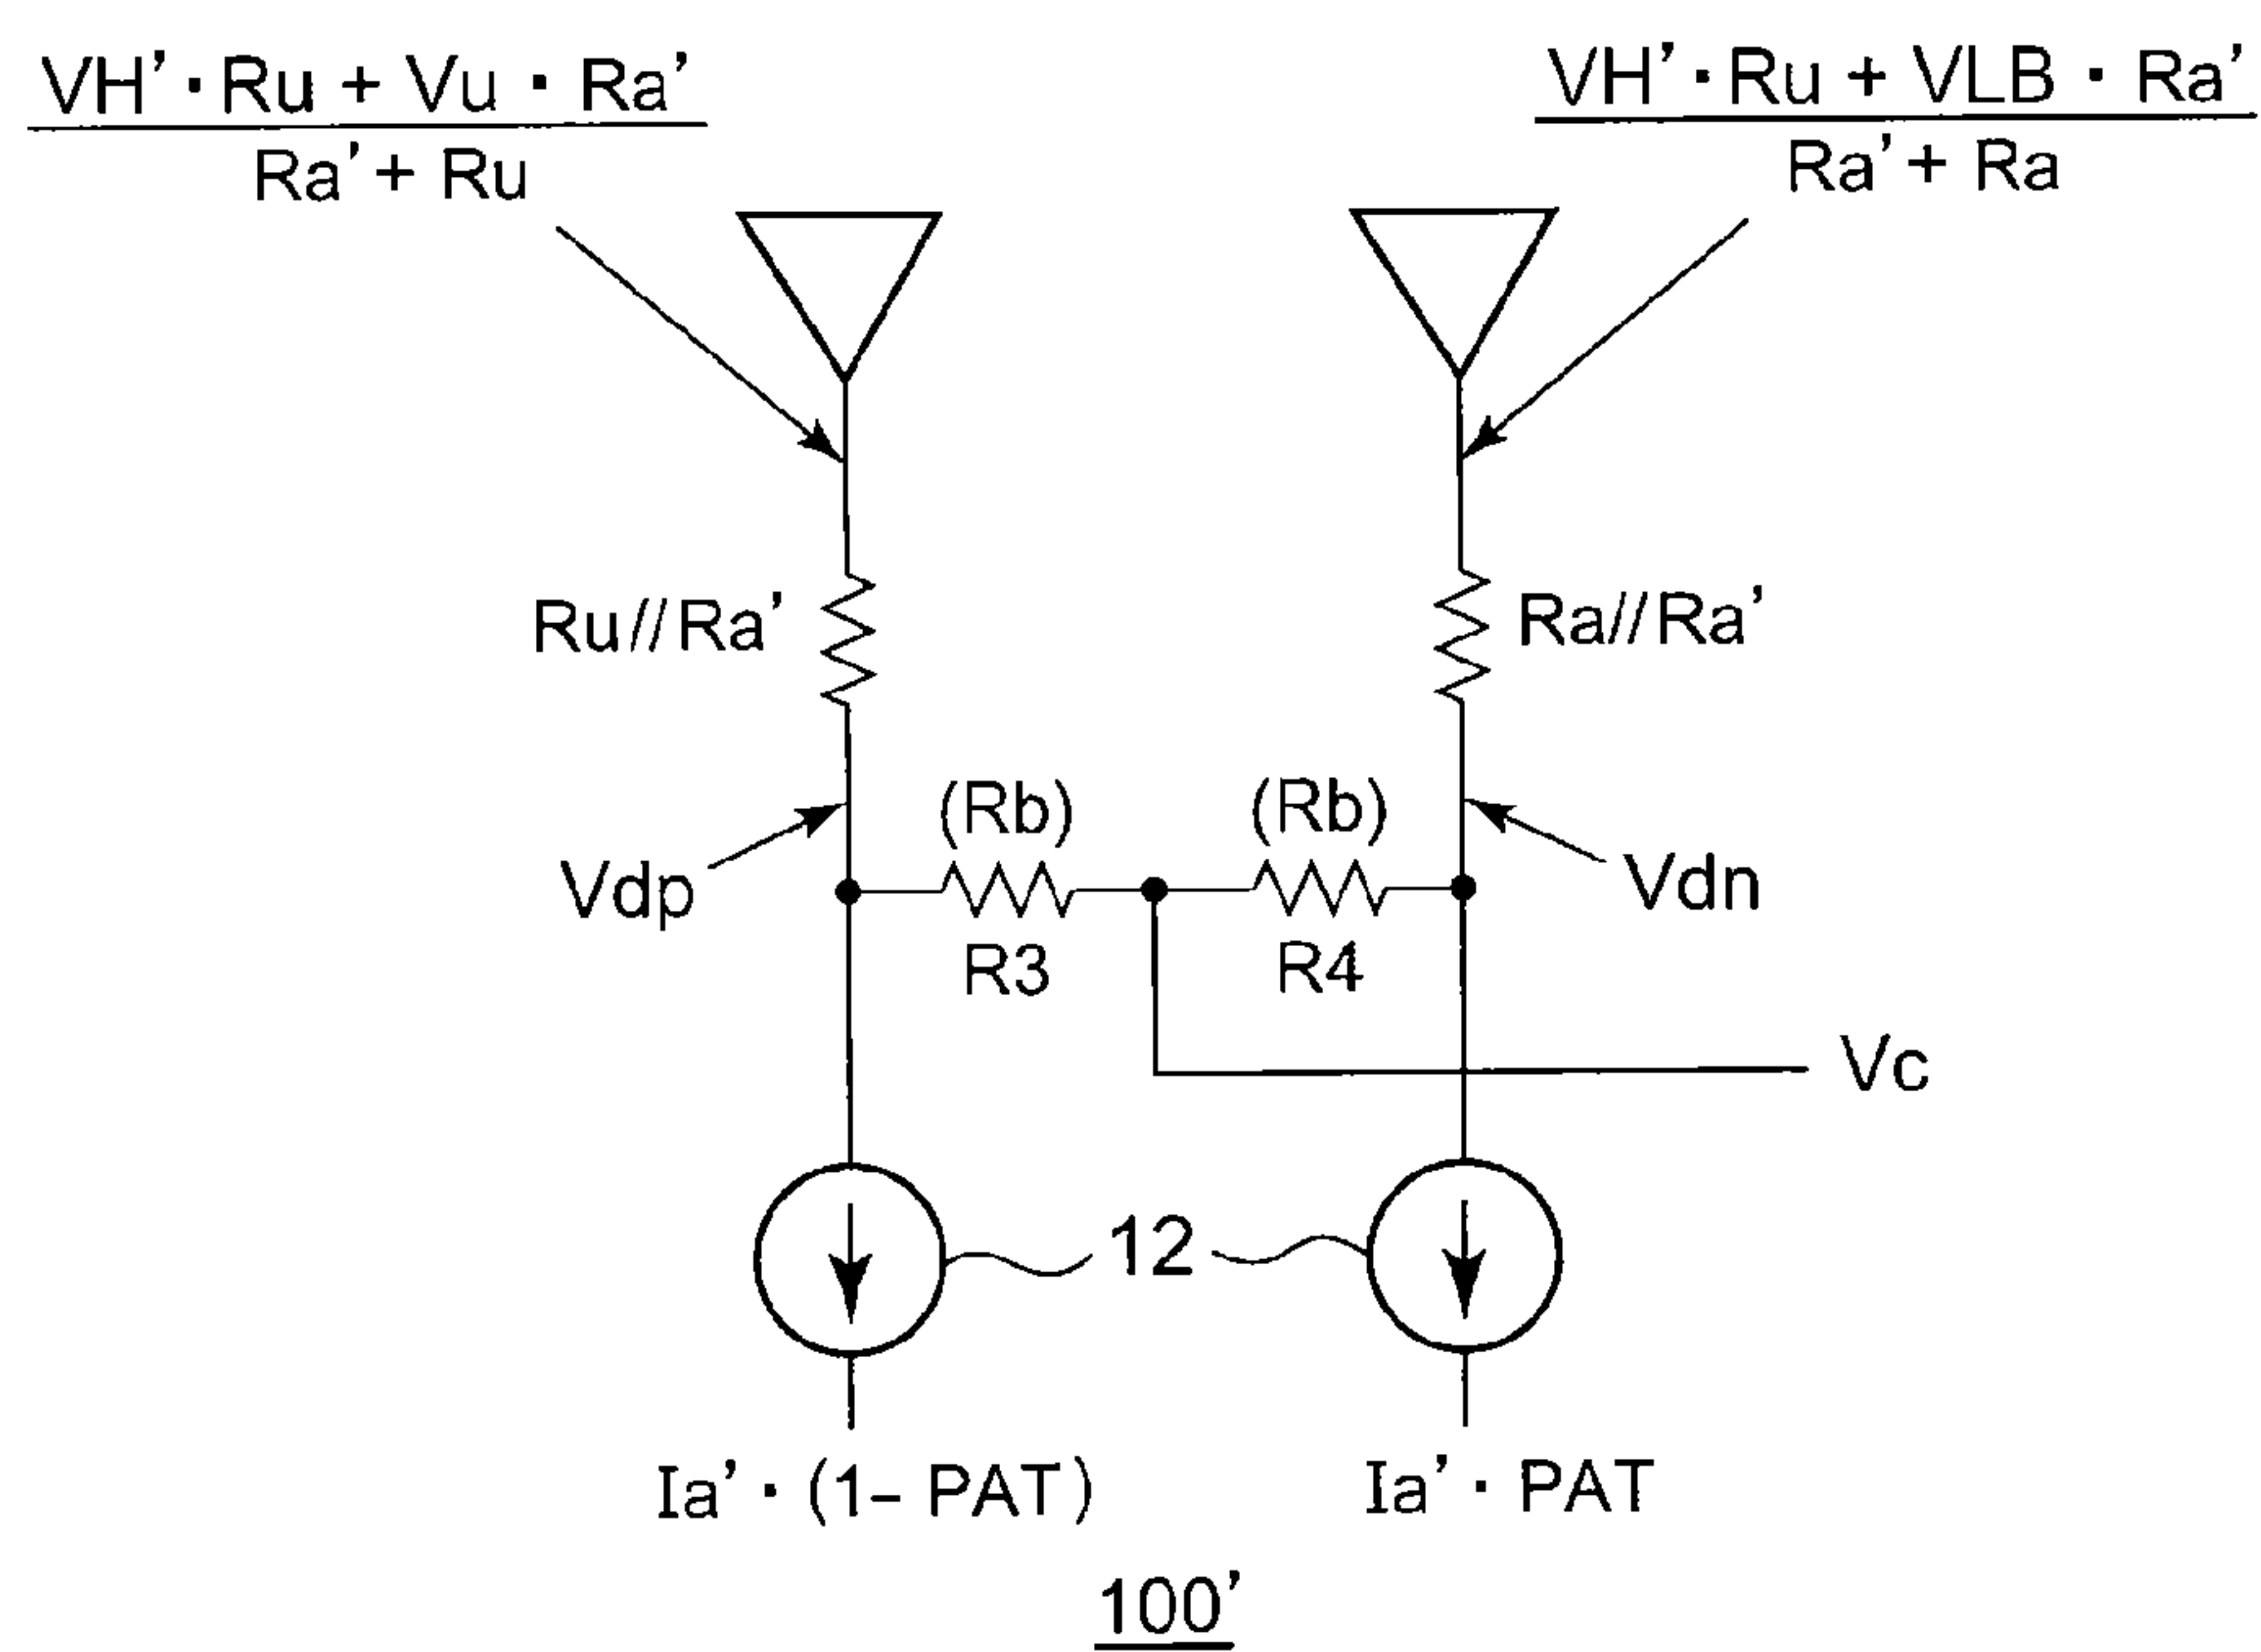 VH'·Ru + Vu · Ra'
Ra' + Ru
VH'·Ru + VLB · Ra'
Ra' + Ra
Ru//Ra'
Ra//Ra'
(Rb)
(Rb)
Vdp
Vdn
R3
R4
Vc
12
Ia' · (1– PAT)
Ia' · PAT
100'